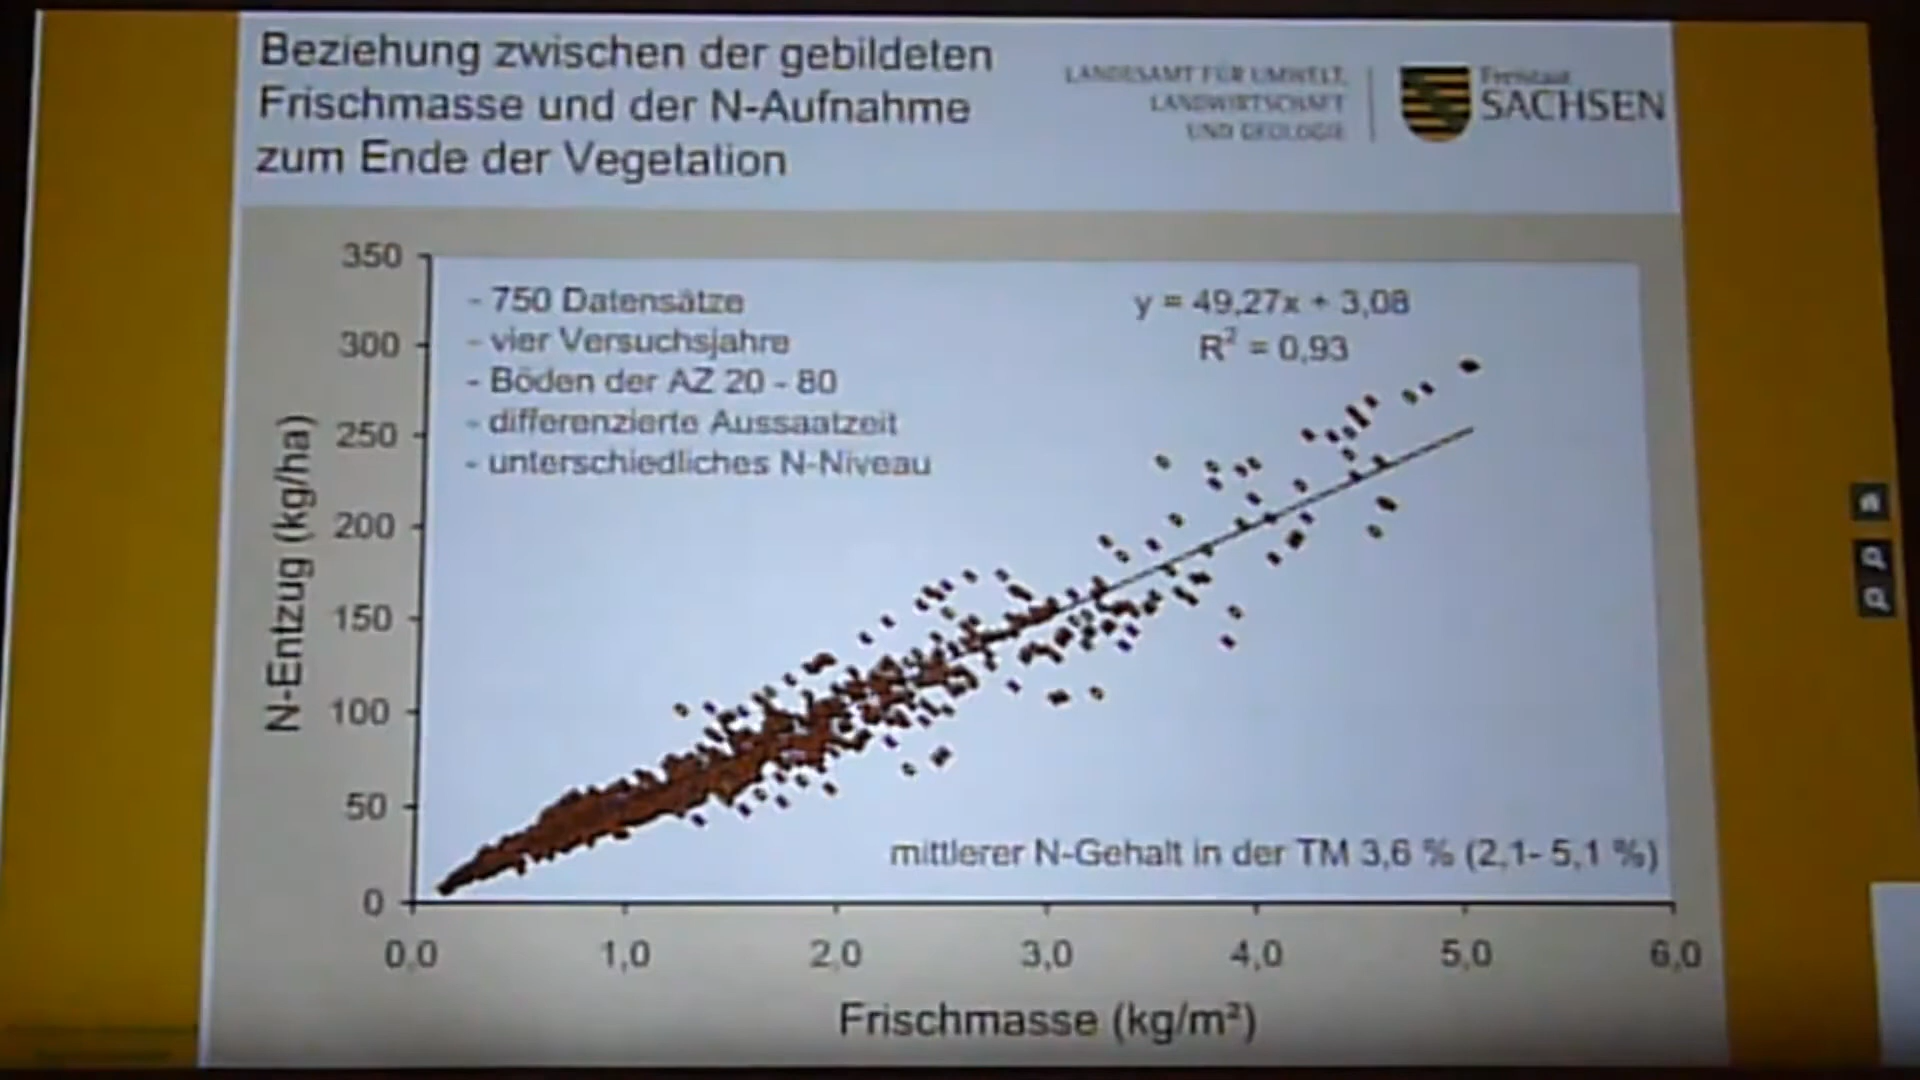 Beziehung zwischen der gebildeten
Frischmasse und der N-Aufnahme
zum Ende der Vegetation
LANDESAMT FÜR UMWELT,
LANDWIRTSCHAFT
UND GEOLOGIE
Freistaat
SACHSEN
350
300
250
200
150
100
50
0
N-Entzug (kg/ha)
- 750 Datensätze
- vier Versuchsjahre
- Böden der AZ 20 - 80
- differenzierte Aussaatzeit
- unterschiedliches N-Niveau
y = 49,27x + 3,08
R² = 0,93
mittlerer N-Gehalt in der TM 3,6 % (2,1- 5,1 %)
0,0 1,0 2,0 3,0 4,0 5,0 6,0
Frischmasse (kg/m²)